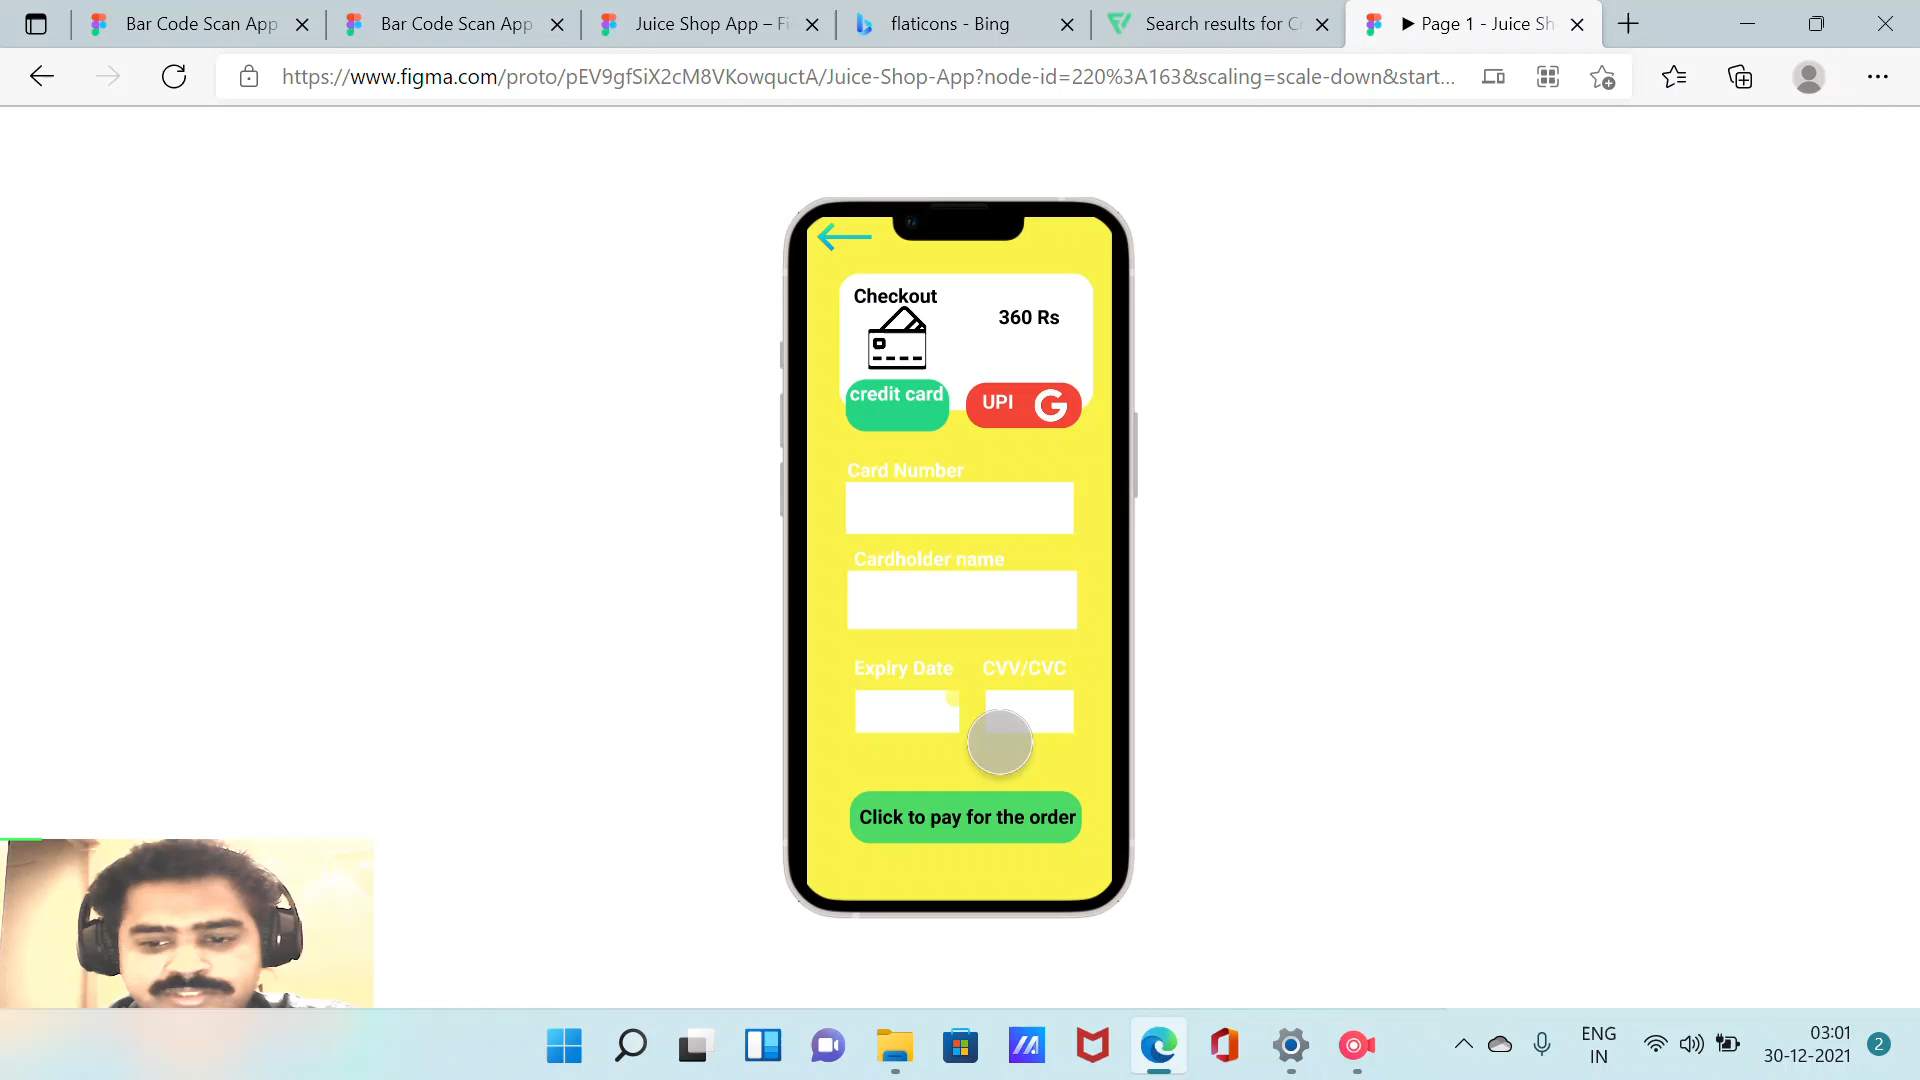 Bar Code Scan App
Bar Code Scan App
Juice Shop App – Fi
flaticons - Bing
Search results for C
Page 1 - Juice Sh
https://www.figma.com/proto/pEV9gfSiX2cM8VKowquctA/Juice-Shop-App?node-id=220%3A163&scaling=scale-down&start...
Checkout
360 Rs
credit card
UPI
Card Number
Cardholder name
Expiry Date
CVV/CVC
Click to pay for the order
ENG
IN
03:01
30-12-2021
2